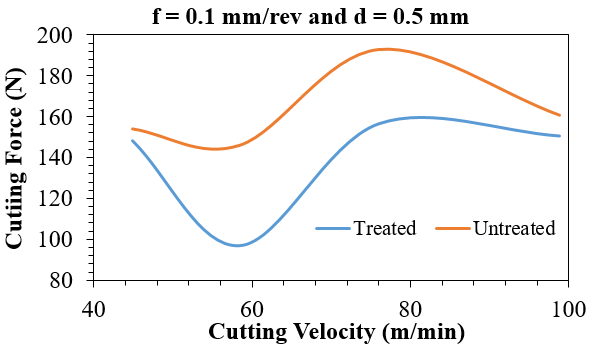 f = 0.1 mm/rev and d = 0.5 mm
200
180
160
140
120
100
80
Cutiing Force (N)
Treated
Untreated
40
60
80
100
Cutting Velocity (m/min)